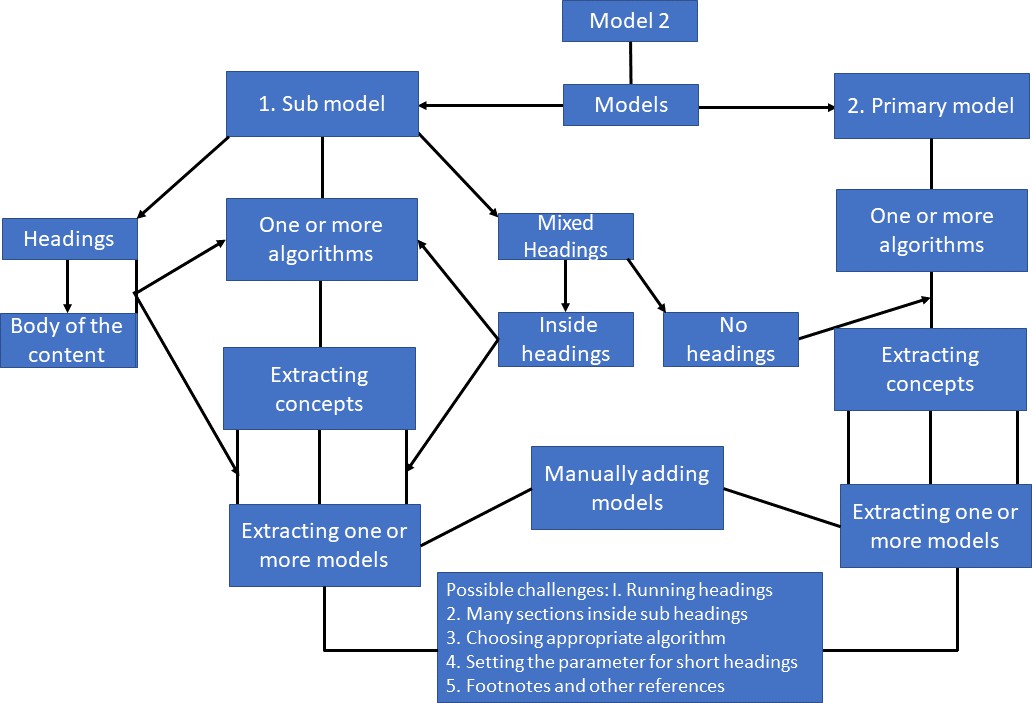 Model 2
1. Sub model
Models
2. Primary model
Headings
One or more
algorithms
Mixed
Headings
One or more
algorithms
Body of the
content
Inside
headings
No
headings
Extracting
concepts
Extracting
concepts
Manually adding
models
Extracting one or
more models
Extracting one or
more models
Possible challenges: I. Running headings
2. Many sections inside sub headings
3. Choosing appropriate algorithm
4. Setting the parameter for short headings
5. Footnotes and other references